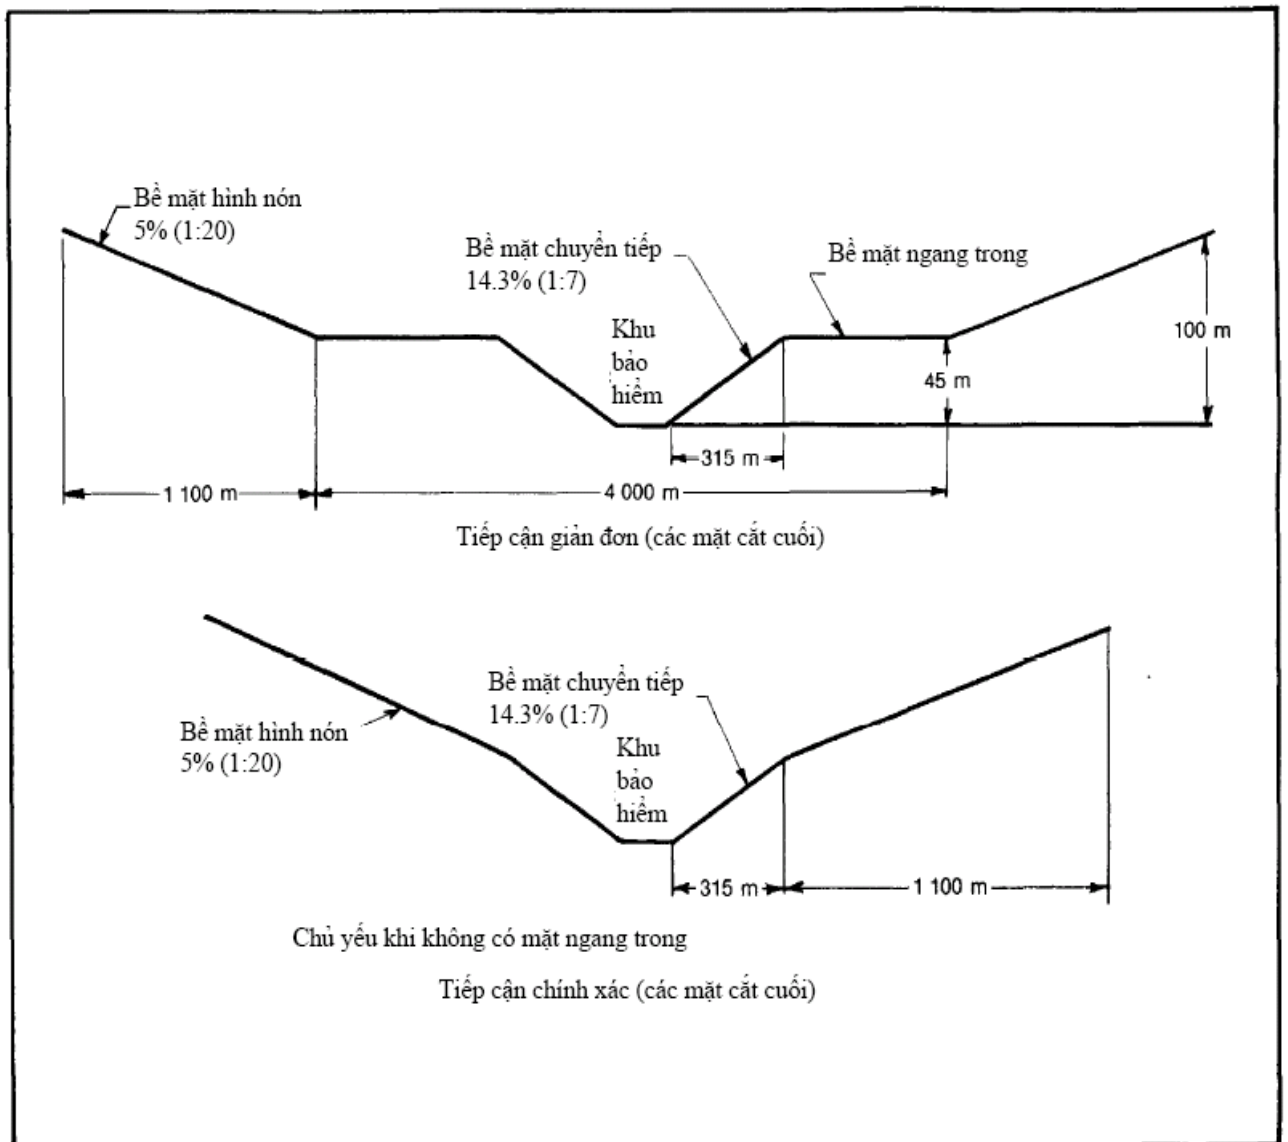 Bề mặt hình nón
5% (1:20)
Bề mặt chuyển tiếp
14.3% (1:7)
Bề mặt ngang trong
Khu
bảo
hiểm
100 m
45 m
315 m
1 100 m
4 000 m
Tiếp cận giản đơn (các mặt cắt cuối)
Bề mặt chuyển tiếp
14.3% (1:7)
Bề mặt hình nón
5% (1:20)
Khu
bảo
hiểm
315 m
1 100 m
Chủ yếu khi không có mặt ngang trong
Tiếp cận chính xác (các mặt cắt cuối)